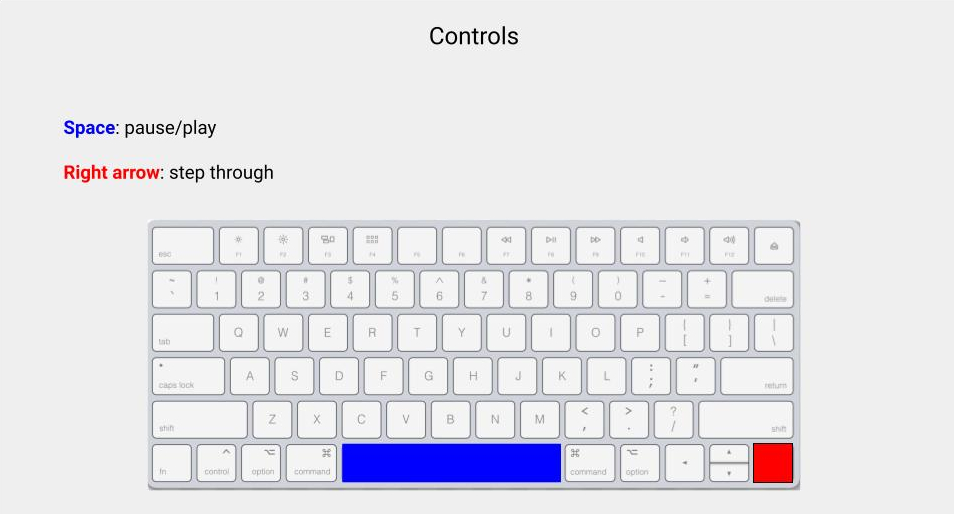 Controls
Space: pause/play
Right arrow: step through
esc F1 F2 F3 F4 F5 F6 F7 F8 F9 F10 F11 F12
~ ! @ # $ % ^ & * ( ) _ +
` 1 2 3 4 5 6 7 8 9 0 - = delete
tab Q W E R T Y U I O P { [ } ] | \
caps lock A S D F G H J K L : ; " ' return
shift Z X C V B N M < , > . ? / shift
fn control option command command option